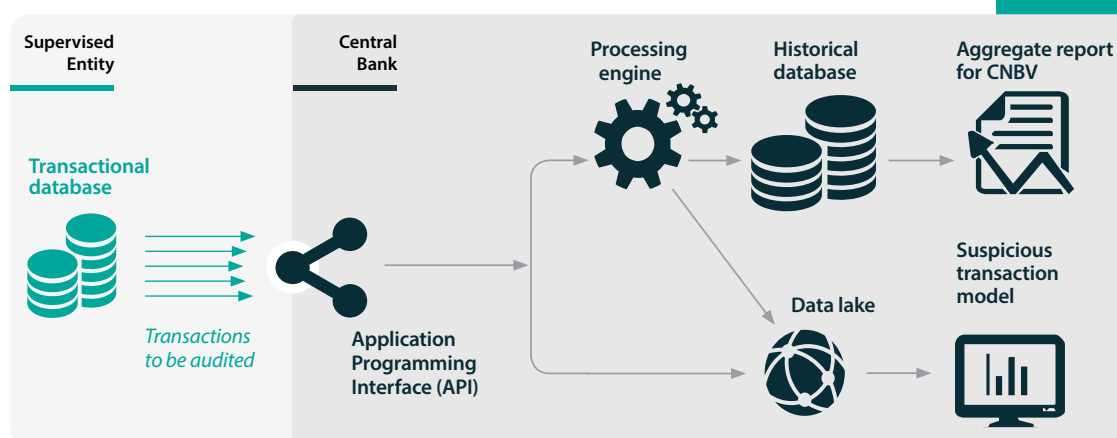 Supervised
Entity
Central
Bank
Processing
engine
Historical
database
Aggregate report
for CNBV
Transactional
database
Transactions
to be audited
Application
Programming
Interface (API)
Data lake
Suspicious
transaction
model